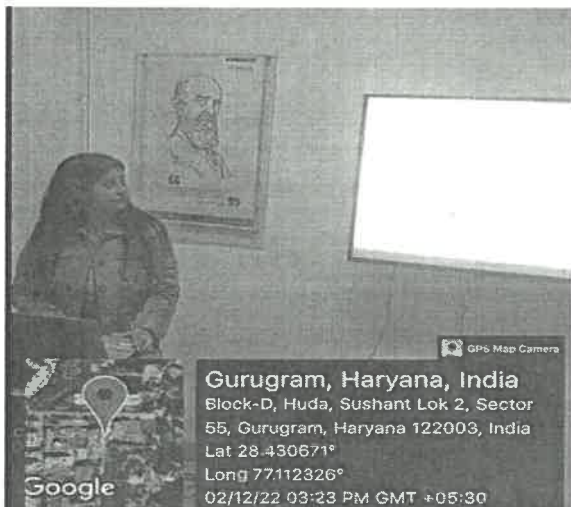 GPS Map Camera
Gurugram, Haryana, India
Block-D, Huda, Sushant Lok 2, Sector
55, Gurugram, Haryana 122003, India
Lat 28.430671°
Long 77.112326°
02/12/22 03:23 PM GMT +05:30
Google